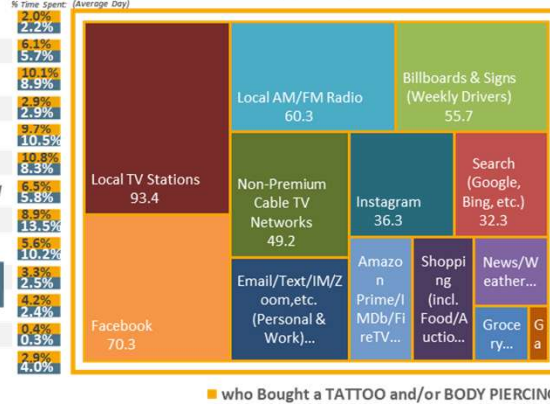 % Time Spent: (Average Day)
2.0%
2.2%
6.1%
5.7%
10.1%
8.9%
2.9%
2.9%
9.7%
10.5%
10.8%
8.3%
6.5%
5.8%
8.9%
13.5%
5.6%
10.2%
3.3%
2.5%
4.2%
2.4%
0.4%
0.3%
2.9%
4.0%
Local TV Stations
93.4
Facebook
70.3
Local AM/FM Radio
60.3
Billboards & Signs
(Weekly Drivers)
55.7
Non-Premium
Cable TV
Networks
49.2
Instagram
36.3
Search
(Google,
Bing, etc.)
32.3
Email/Text/IM/Z
oom,etc.
(Personal &
Work)...
Amazo
n
Prime/I
MDb/Fi
reTV...
Shoppi
ng
(incl.
Food/A
uctio...
News/W
eather...
Groce
ry...
G
a
who Bought a TATTOO and/or BODY PIERCING